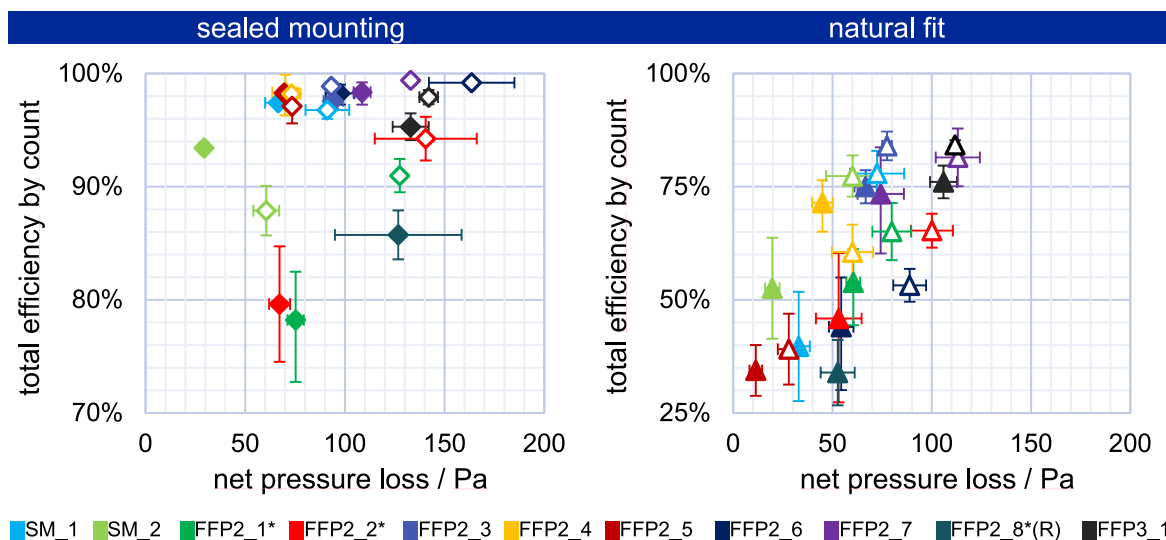 sealed mounting
natural fit
total efficiency by count
100%
90%
80%
70%
0 50 100 150 200
net pressure loss / Pa
total efficiency by count
100%
75%
50%
25%
0 50 100 150 200
net pressure loss / Pa
SM_1 SM_2 FFP2_1* FFP2_2* FFP2_3 FFP2_4 FFP2_5 FFP2_6 FFP2_7 FFP2_8*(R) FFP3_1